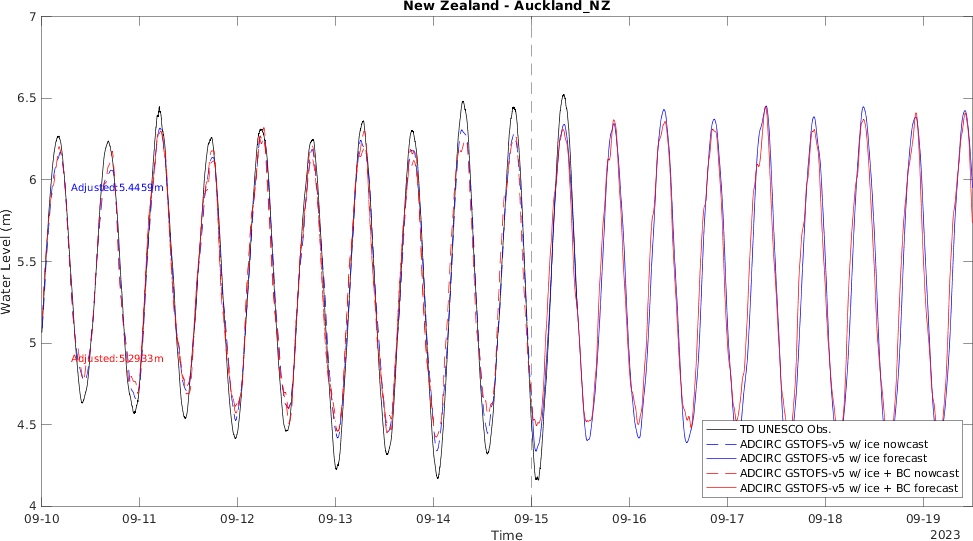 New Zealand - Auckland_NZ
7
6.5
6
5.5
5
4.5
4
Water Level (m)
Adjusted:5.4459m
Adjusted:5.2933m
TD UNESCO Obs.
ADCIRC GSTOFS-v5 w/ ice nowcast
ADCIRC GSTOFS-v5 w/ ice forecast
ADCIRC GSTOFS-v5 w/ ice + BC nowcast
ADCIRC GSTOFS-v5 w/ ice + BC forecast
09-10 09-11 09-12 09-13 09-14 09-15 09-16 09-17 09-18 09-19
Time
2023